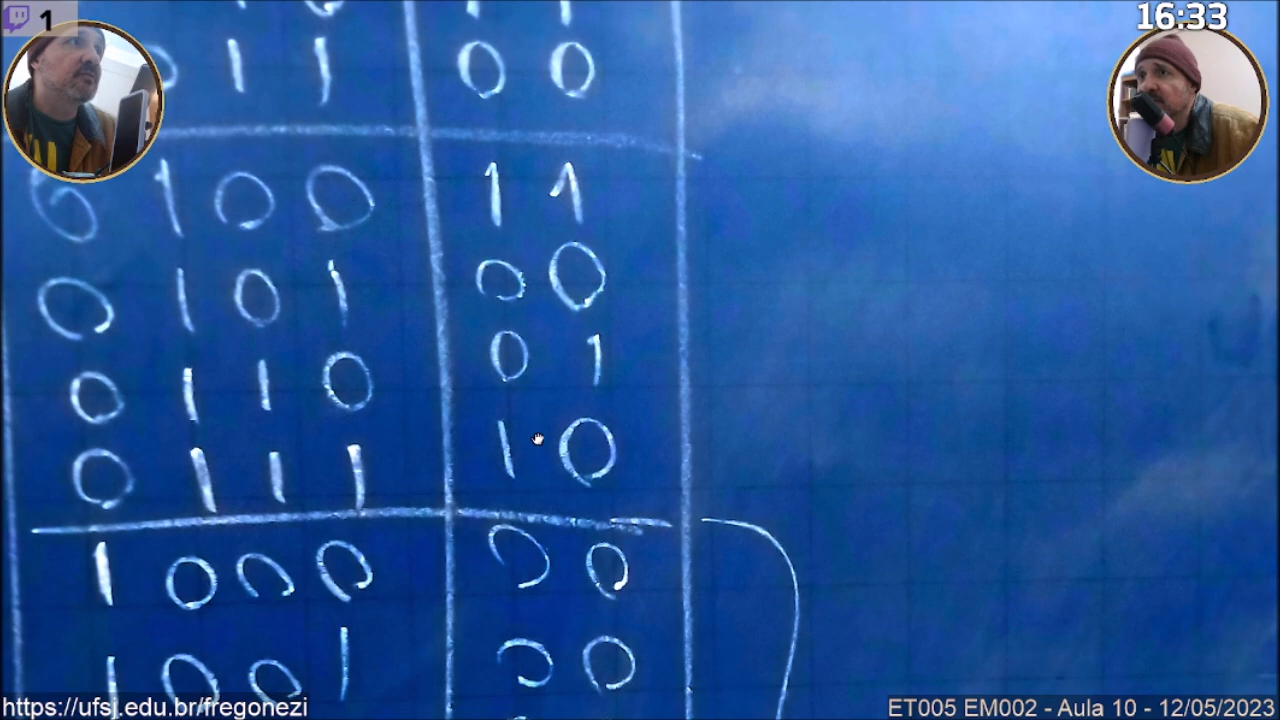 1
16:33
0 1 1 0 0
0 1 0 0 1 1
0 1 0 1 0 0
0 1 1 0 0 1
0 1 1 1 1 0
1 0 0 0 0 0
1 0 0 1 0 0
https://ufsj.edu.br/fregonezi
ET005 EM002 - Aula 10 - 12/05/2023